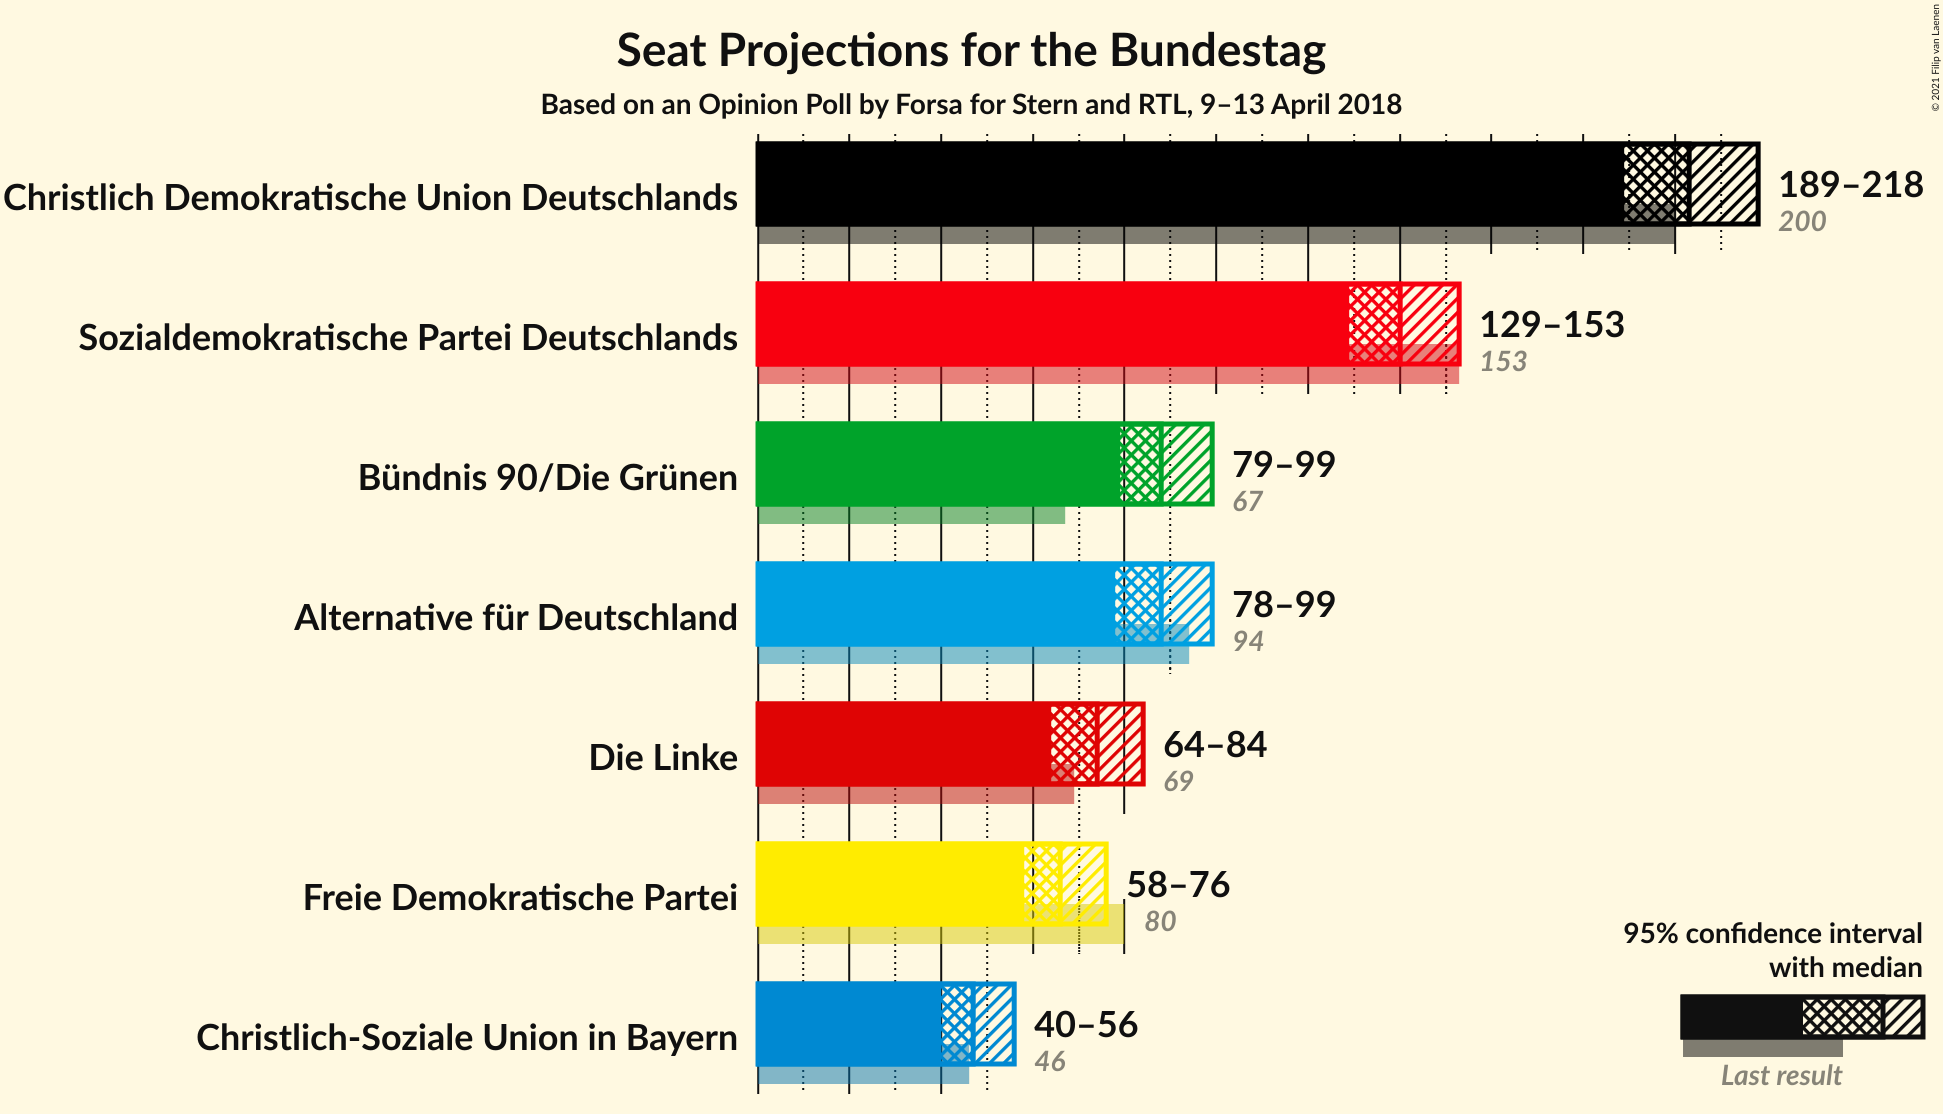 Seat Projections for the Bundestag
Based on an Opinion Poll by Forsa for Stern and RTL, 9–13 April 2018
© 2021 Filip van Laenen
Christlich Demokratische Union Deutschlands
189–218
200
Sozialdemokratische Partei Deutschlands
129–153
153
Bündnis 90/Die Grünen
79–99
67
Alternative für Deutschland
78–99
94
Die Linke
64–84
69
Freie Demokratische Partei
58–76
80
Christlich-Soziale Union in Bayern
40–56
46
95% confidence interval
with median
Last result